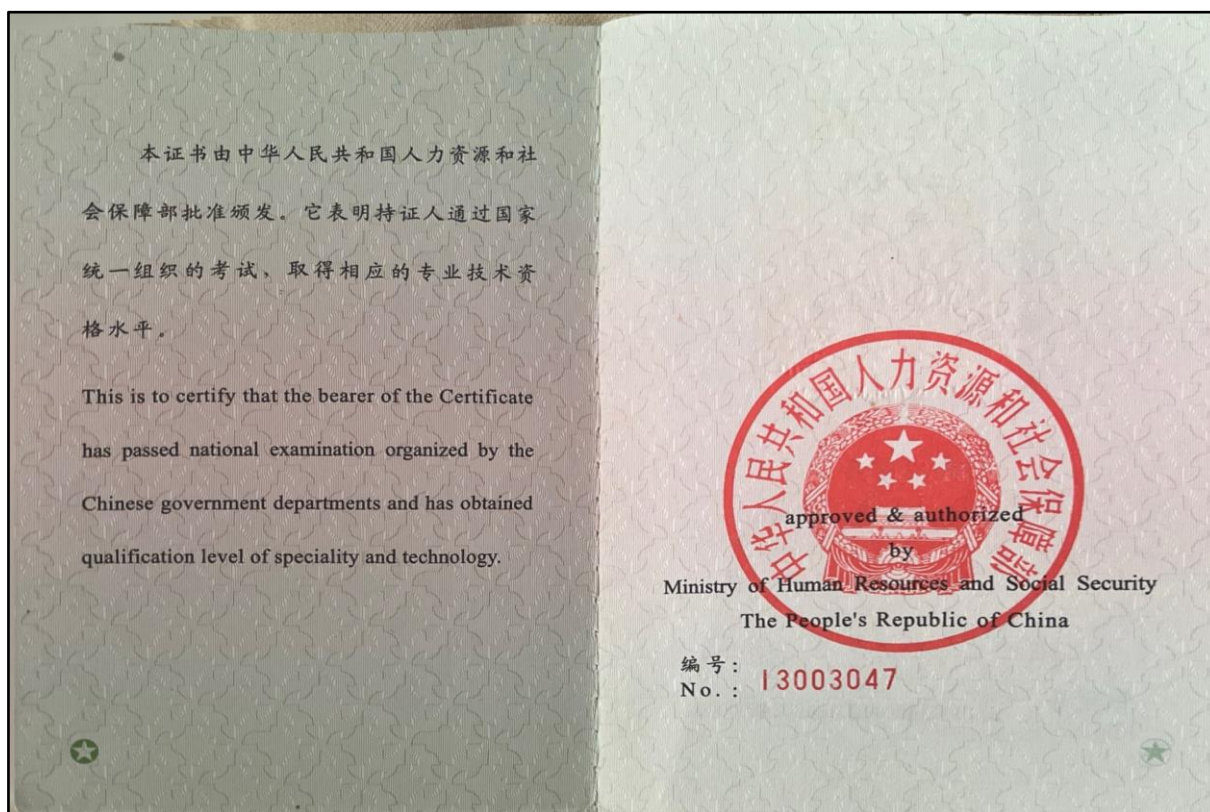 本证书由中华人民共和国人力资源和社
会保障部批准颁发。它表明持证人通过国家
统一组织的考试、取得相应的专业技术资
格水平。
This is to certify that the bearer of the Certificate
has passed national examination organized by the
Chinese government departments and has obtained
qualification level of speciality and technology.
中华人民共和国人力资源和社会保障部
approved & authorized
by
Ministry of Human Resources and Social Security
The People's Republic of China
编号:
No.: 13003047